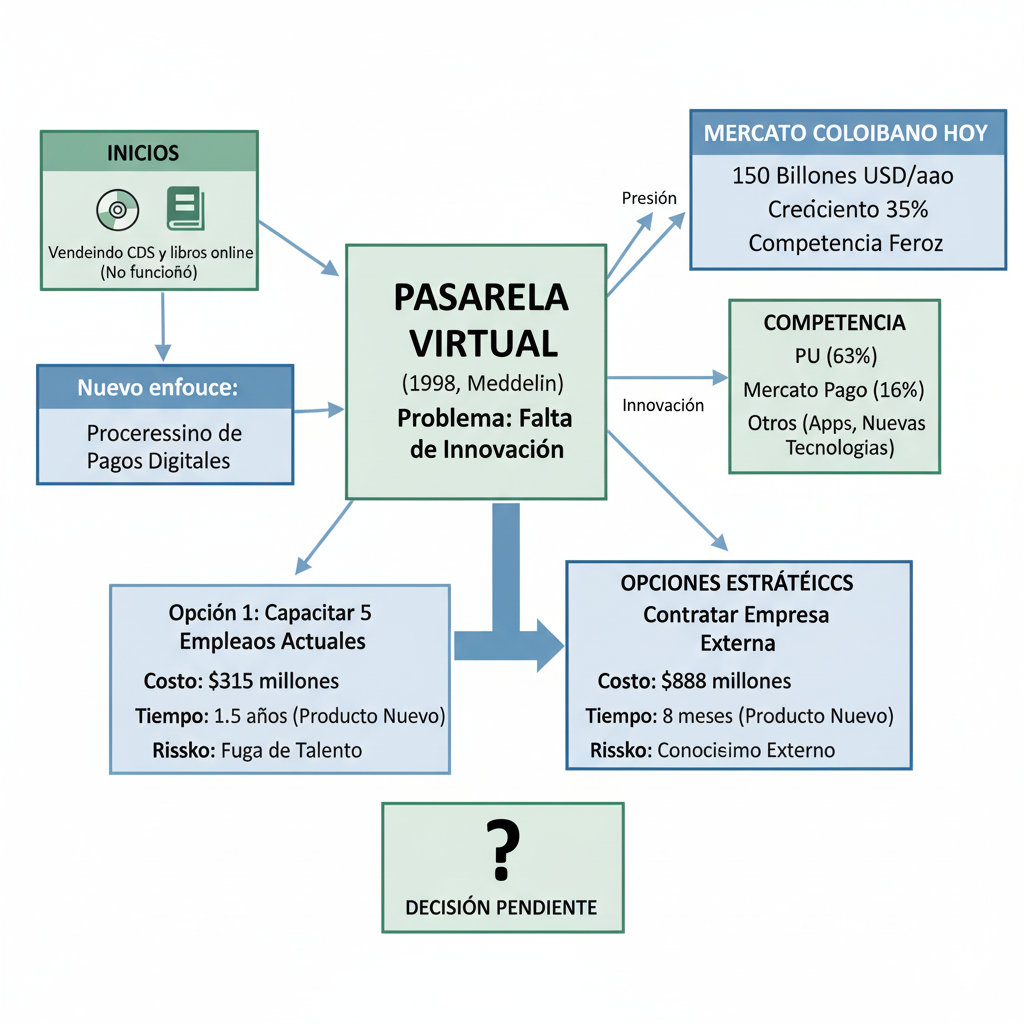 INICIOS
Vendeindo CDS y libros online
(No funcionó)
Nuevo enfouce:
Proceressino de
Pagos Digitales
PASARELA
VIRTUAL
(1998, Meddelin)
Problema: Falta
de Innovación
Presión
MERCATO COLOIBANO HOY
150 Billones USD/aao
Crediciento 35%
Competencia Feroz
Innovación
COMPETENCIA
PU (63%)
Mercato Pago (16%)
Otros (Apps, Nuevas
Tecnologias)
Opción 1: Capacitar 5
Empleaos Actuales
Costo: $315 millones
Tiempo: 1.5 años (Producto Nuevo)
Rissko: Fuga de Talento
OPCIONES ESTRÁTÉICCS
Contratar Empresa
Externa
Costo: $888 millones
Tiempo: 8 meses (Producto Nuevo)
Rissko: Conocisimo Externo
?
DECISIÓN PENDIENTE